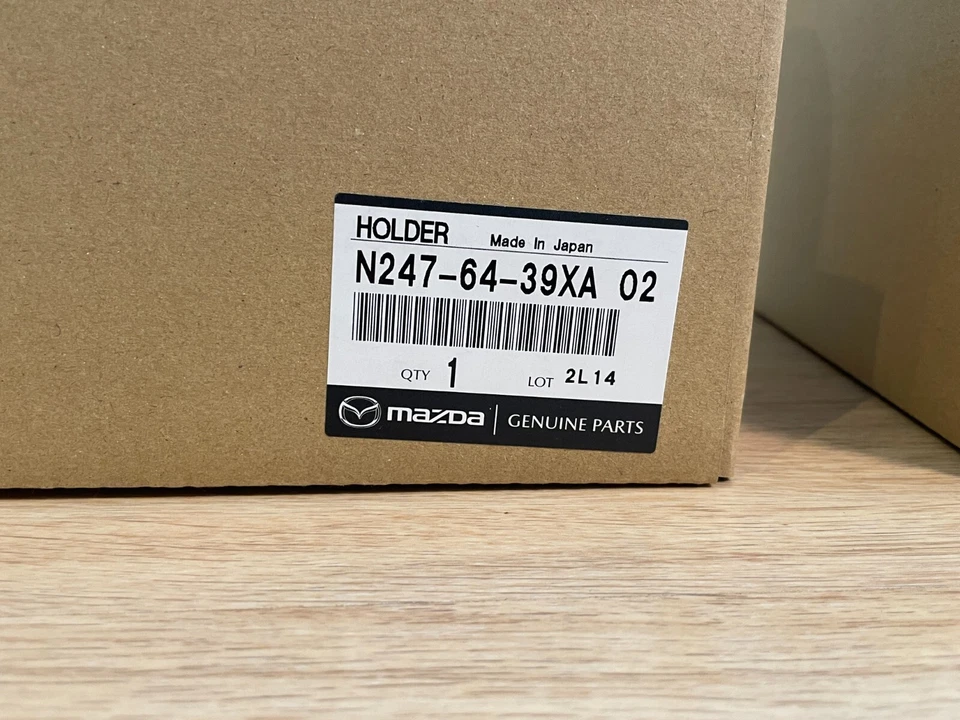 HOLDER Made In Japan
N247-64-39XA 02
QTY 1 LOT 2L14
mazda GENUINE PARTS